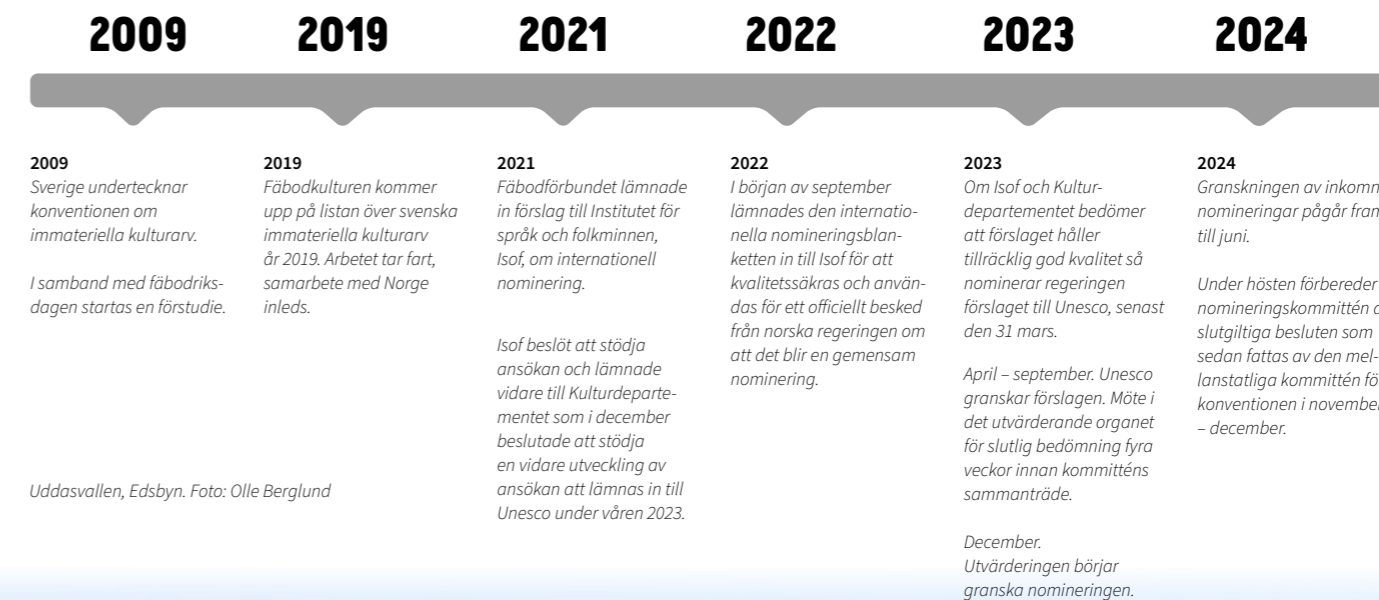 2009
2019
2021
2022
2023
2024
2009
Sverige undertecknar
konventionen om
immateriella kulturarv.
I samband med fäbodriks-
dagen startas en förstudie.
2019
Fäbodkulturen kommer
upp på listan över svenska
immateriella kulturarv
år 2019. Arbetet tar fart,
samarbete med Norge
inleds.
2021
Fäbodförbundet lämnade
in förslag till Institutet för
språk och folkminnen,
Isof, om internationell
nominering.
Isof beslöt att stödja
ansökan och lämnade
vidare till Kulturdeparte-
mentet som i december
beslutade att stödja
en vidare utveckling av
ansökan att lämnas in till
Unesco under våren 2023.
2022
I början av september
lämnades den internatio-
nella nomineringsblan-
ketten in till Isof för att
kvalitetssäkras och använ-
das för ett officiellt besked
från norska regeringen om
att det blir en gemensam
nominering.
2023
Om Isof och Kultur-
departementet bedömer
att förslaget håller
tillräcklig god kvalitet så
nominerar regeringen
förslaget till Unesco, senast
den 31 mars.
April – september. Unesco
granskar förslagen. Möte i
det utvärderande organet
för slutlig bedömning fyra
veckor innan kommitténs
sammanträde.
December.
Utvärderingen börjar
granska nomineringen.
2024
Granskningen av inkomn
nomineringar pågår fran
till juni.
Under hösten förbereder
nomineringskommittén
slutgiltiga besluten som
sedan fattas av den mel-
lanstatliga kommittén fö
konventionen i november
– december.
Uddasvallen, Edsbyn. Foto: Olle Berglund